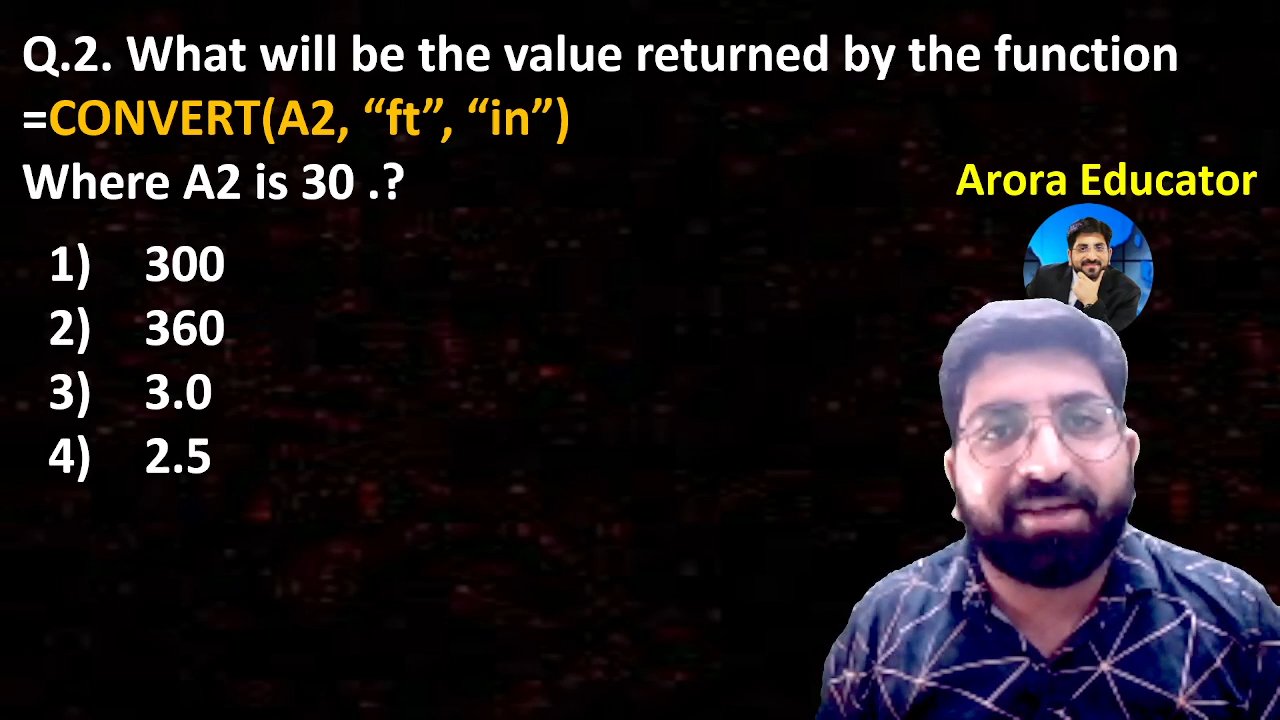 Q.2. What will be the value returned by the function
=CONVERT(A2, “ft”, “in”)
Where A2 is 30 .?
Arora Educator
1) 300
2) 360
3) 3.0
4) 2.5